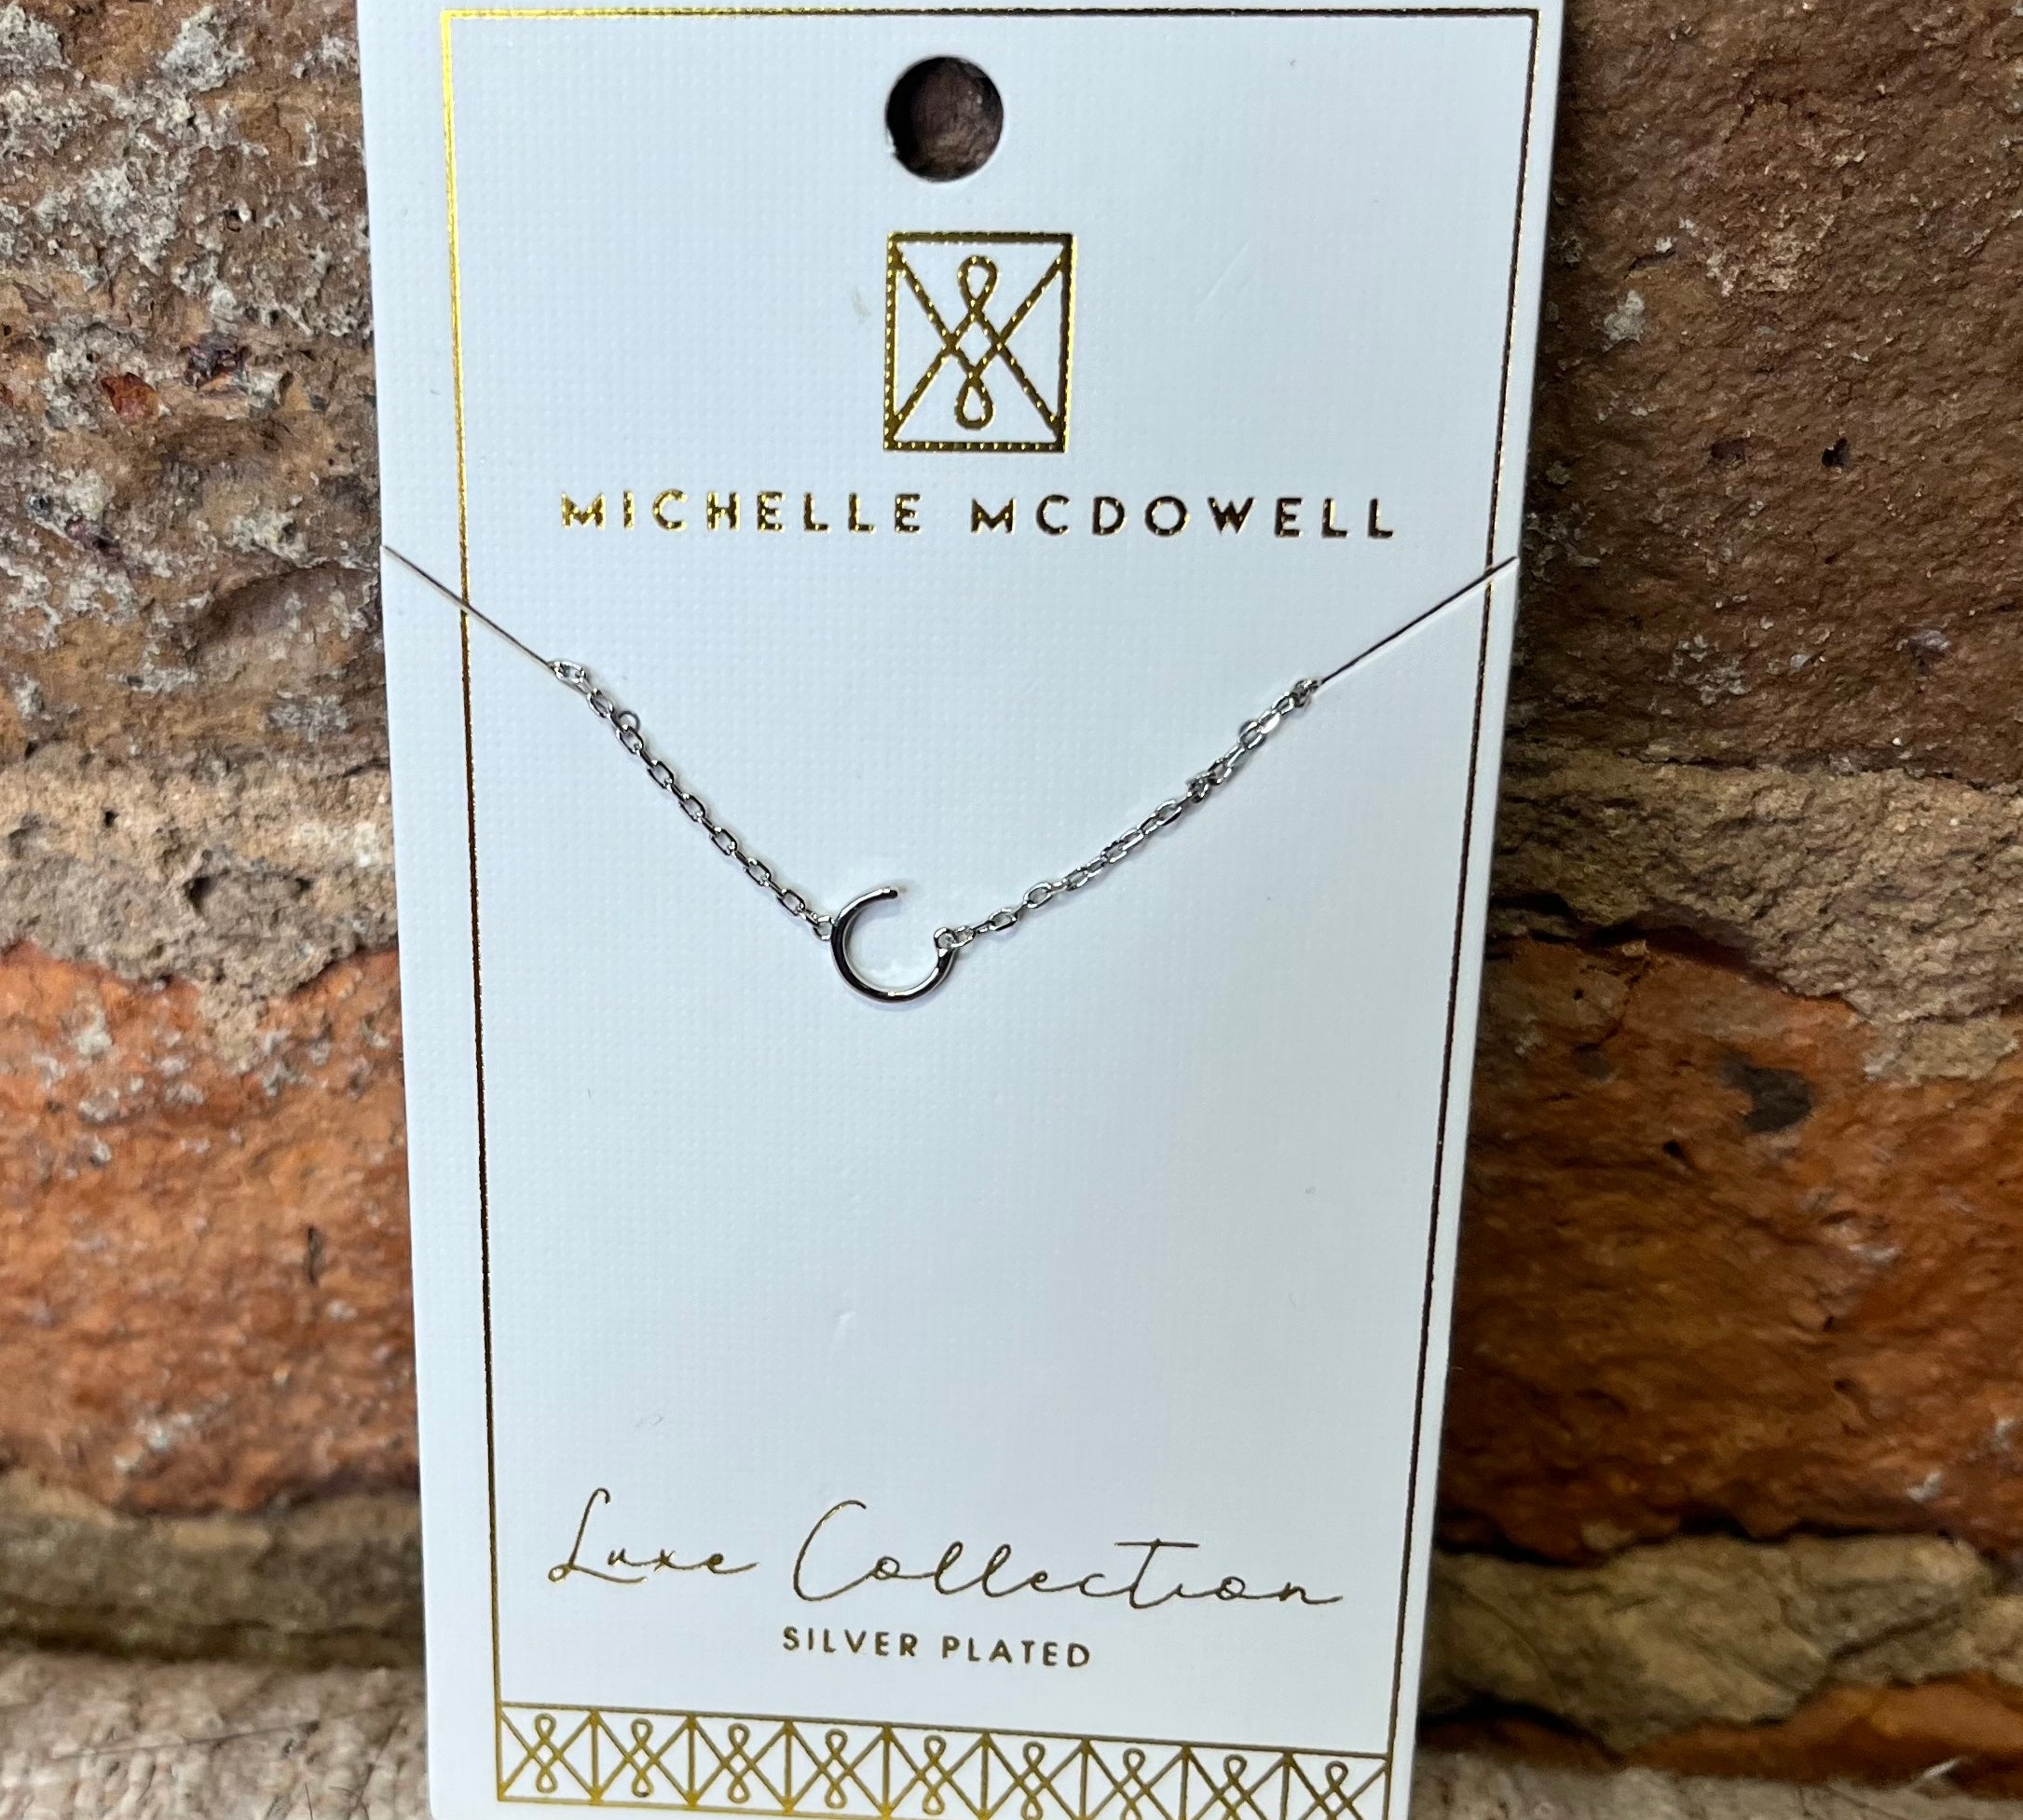 MICHELLE MCDOWELL
Luxe Collection
SILVER PLATED